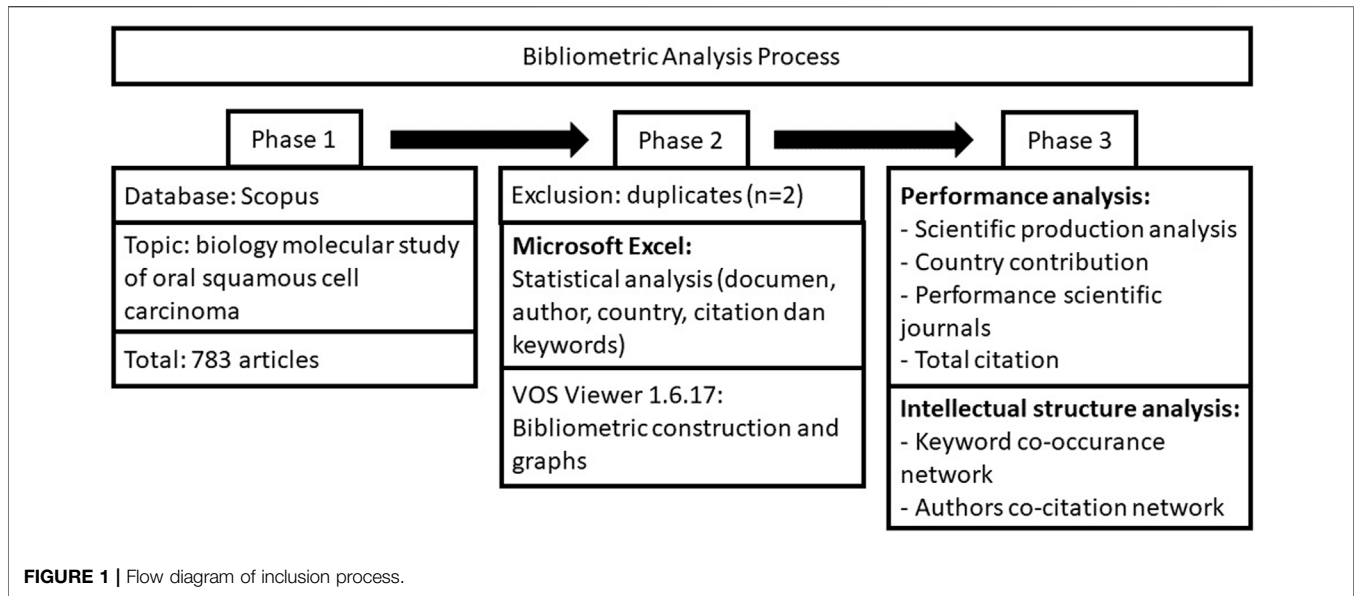 Bibliometric Analysis Process
Phase 1
Database: Scopus
Topic: biology molecular study
of oral squamous cell
carcinoma
Total: 783 articles
Phase 2
Exclusion: duplicates (n=2)
Microsoft Excel:
Statistical analysis (documen,
author, country, citation dan
keywords)
VOS Viewer 1.6.17:
Bibliometric construction and
graphs
Phase 3
Performance analysis:
- Scientific production analysis
- Country contribution
- Performance scientific
journals
- Total citation
Intellectual structure analysis:
- Keyword co-occurance
network
- Authors co-citation network
FIGURE 1 | Flow diagram of inclusion process.